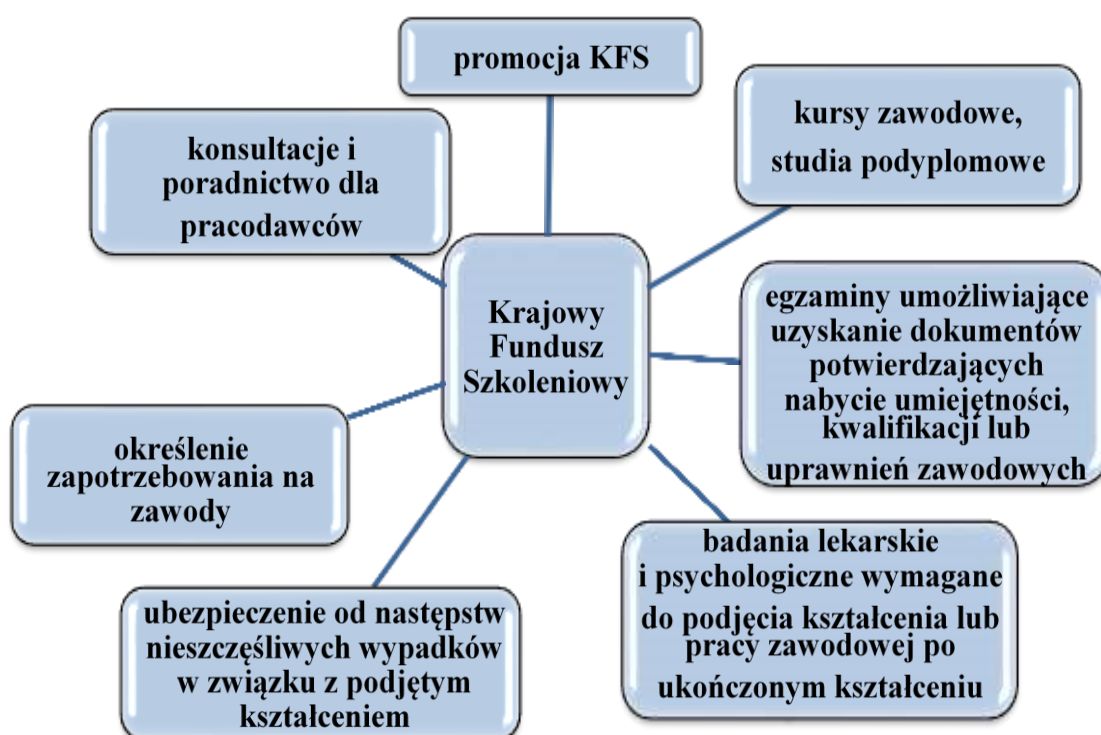 promocja KFS
kursy zawodowe,
studia podyplomowe
konsultacje i
poradnictwo dla
pracodawców
Krajowy
Fundusz
Szkoleniowy
egzaminy umożliwiające
uzyskanie dokumentów
potwierdzających
nabycie umiejętności,
kwalifikacji lub
uprawnień zawodowych
określenie
zapotrzebowania na
zawody
badania lekarskie
i psychologiczne wymagane
do podjęcia kształcenia lub
pracy zawodowej po
ukończonym kształceniu
ubezpieczenie od następstw
nieszczęśliwych wypadków
w związku z podjętym
kształceniem